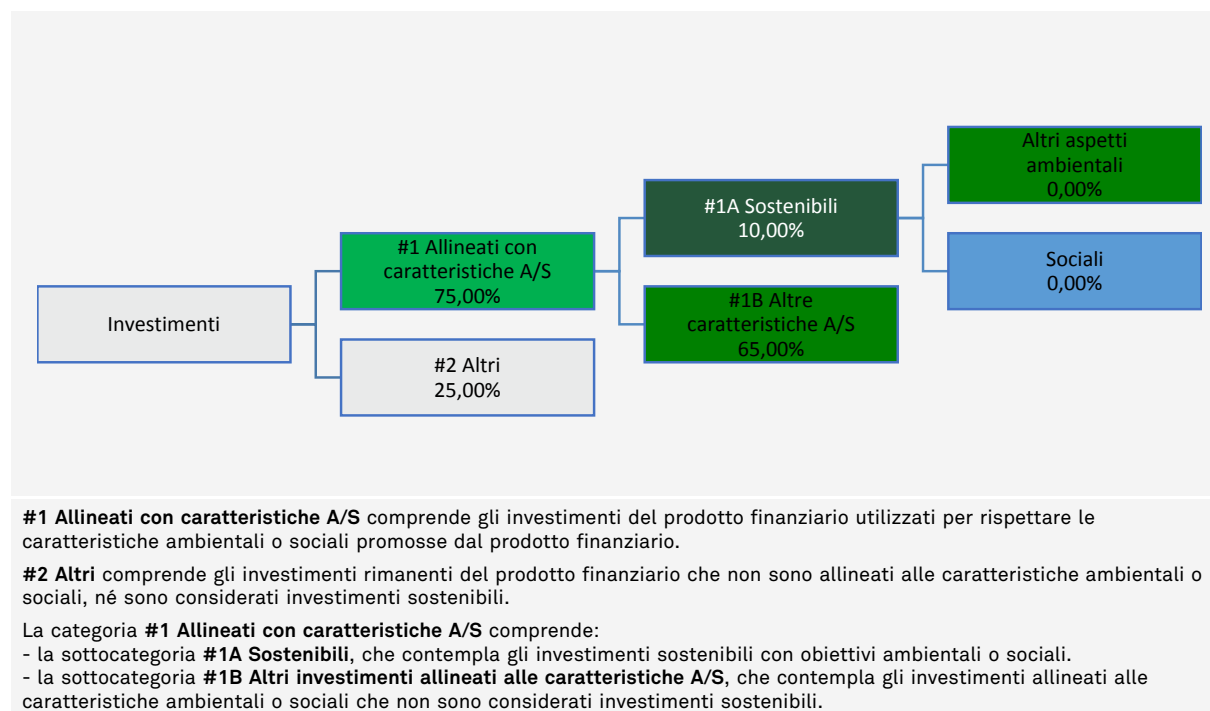 Investimenti
#1 Allineati con
caratteristiche A/S
75,00%
#2 Altri
25,00%
#1A Sostenibili
10,00%
#1B Altre
caratteristiche A/S
65,00%
Altri aspetti
ambientali
0,00%
Sociali
0,00%
#1 Allineati con caratteristiche A/S comprende gli investimenti del prodotto finanziario utilizzati per rispettare le
caratteristiche ambientali o sociali promosse dal prodotto finanziario.
#2 Altri comprende gli investimenti rimanenti del prodotto finanziario che non sono allineati alle caratteristiche ambientali o
sociali, né sono considerati investimenti sostenibili.
La categoria #1 Allineati con caratteristiche A/S comprende:
- la sottocategoria #1A Sostenibili, che contempla gli investimenti sostenibili con obiettivi ambientali o sociali.
- la sottocategoria #1B Altri investimenti allineati alle caratteristiche A/S, che contempla gli investimenti allineati alle
caratteristiche ambientali o sociali che non sono considerati investimenti sostenibili.